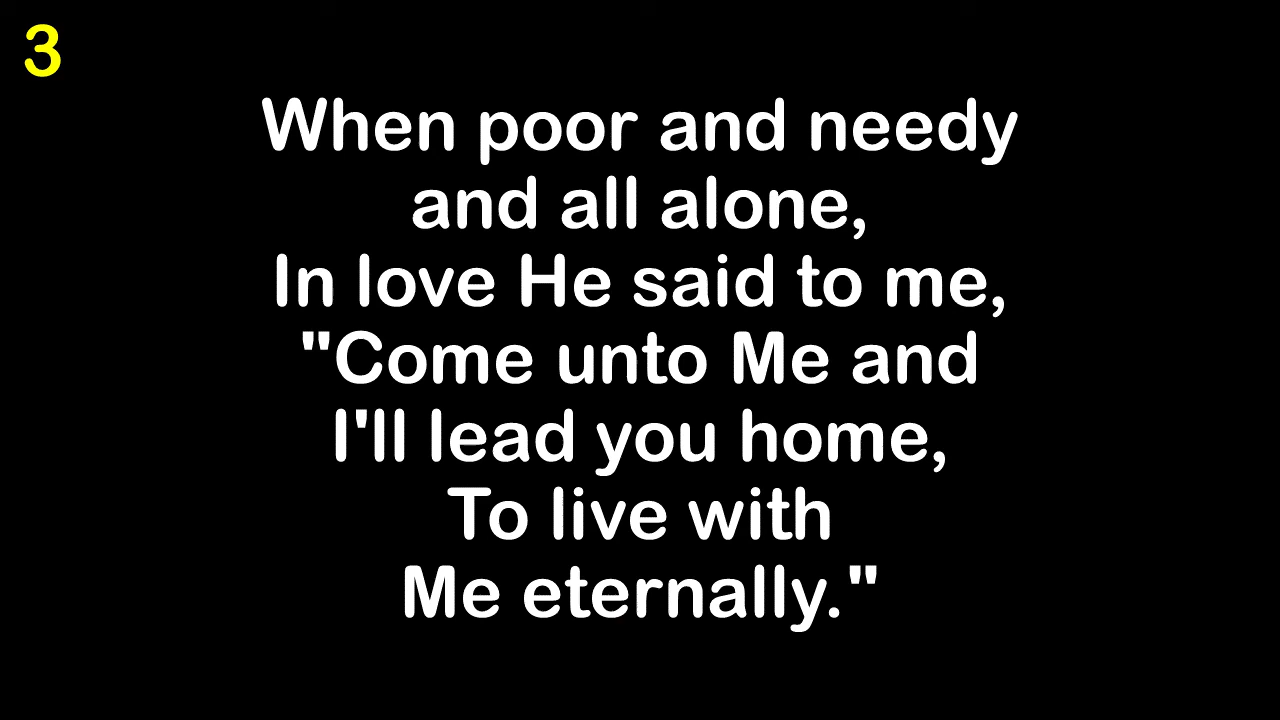 3
When poor and needy
and all alone,
In love He said to me,
"Come unto Me and
I'll lead you home,
To live with
Me eternally."